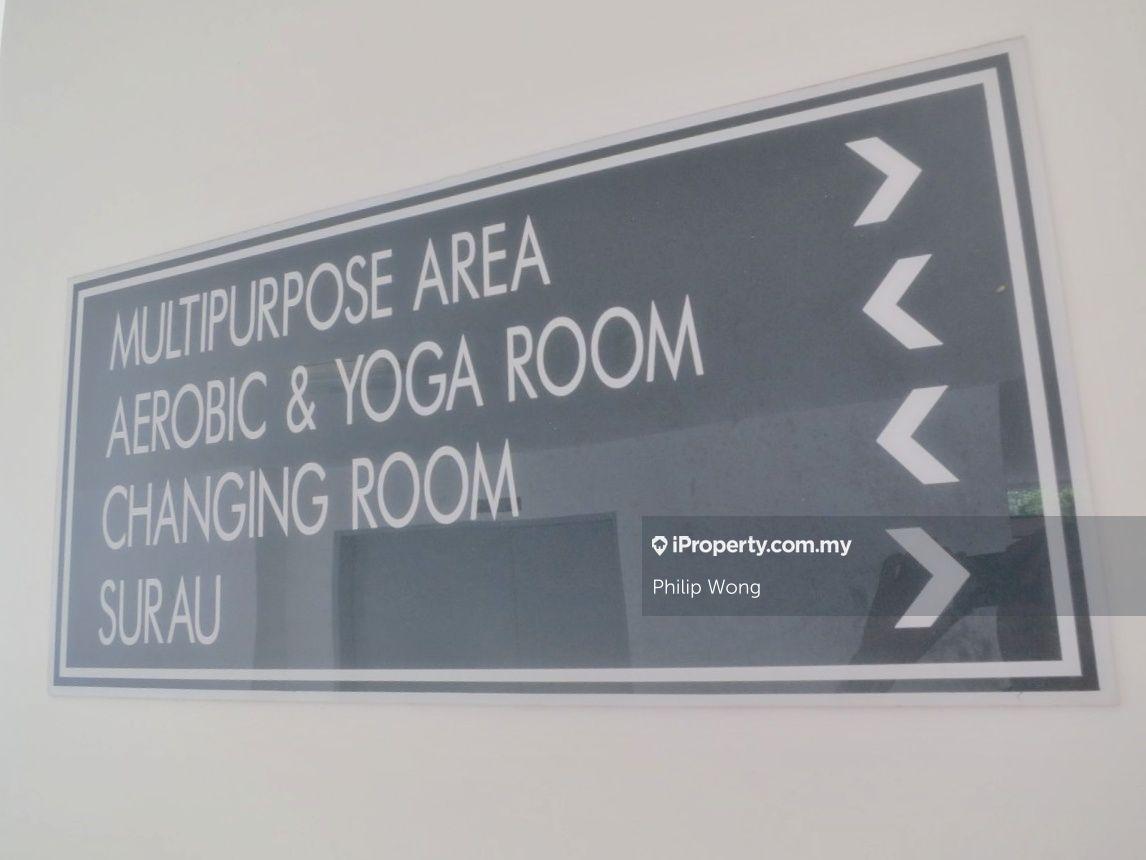 MULTIPURPOSE AREA
AEROBIC & YOGA ROOM
CHANGING ROOM
SURAU
iProperty.com.my
Philip Wong